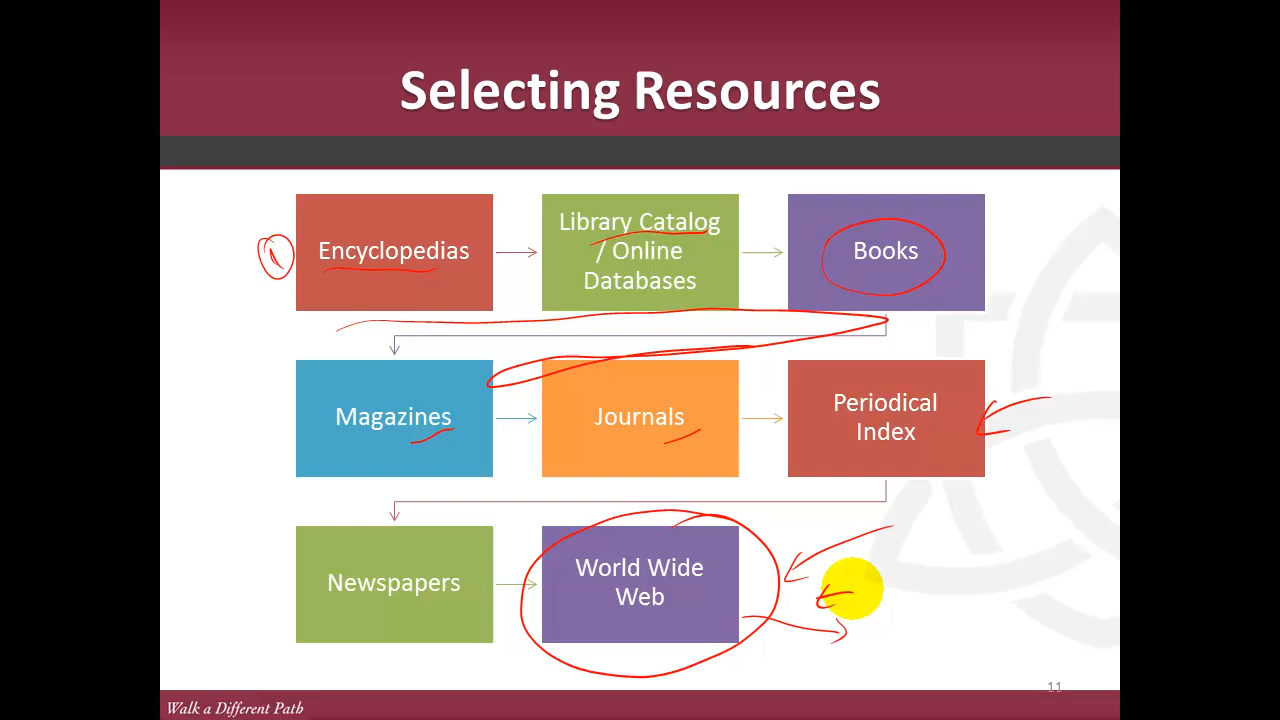 Selecting Resources
Encyclopedias
Library Catalog
/ Online
Databases
Books
Magazines
Journals
Periodical
Index
Newspapers
World Wide
Web
11
Walk a Different Path